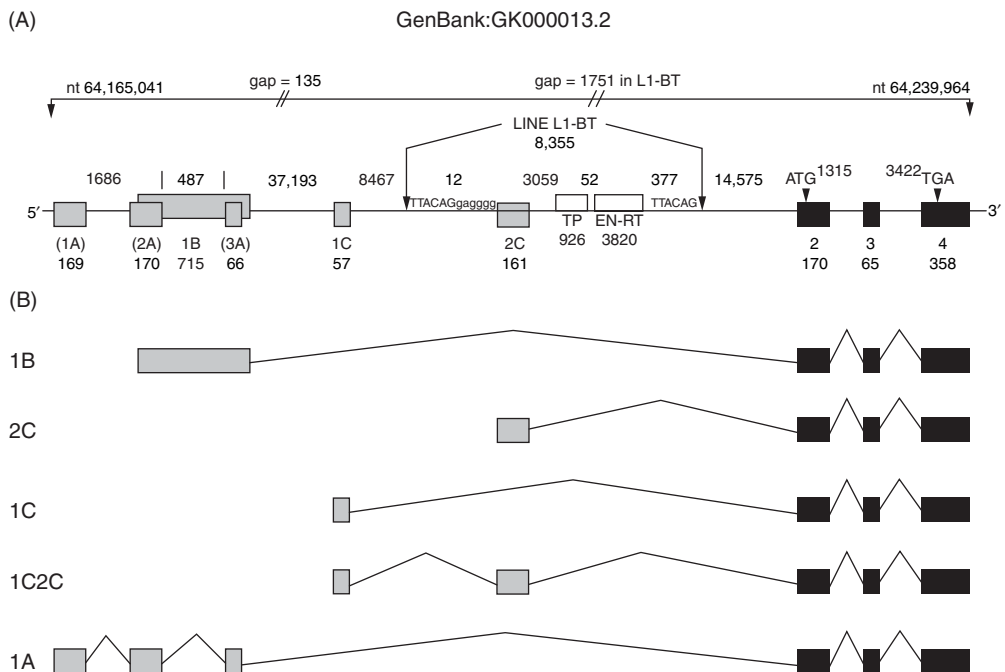 (A)
GenBank:GK000013.2
nt 64,165,041
gap = 135
gap = 1751 in L1-BT
nt 64,239,964
LINE L1-BT
8,355
1686
487
37,193
8467
12
3059
52
377
14,575
ATG 1315
3422 TGA
5′
TTACAGgagggg
TTACAG
3′
(1A)
(2A)
1B
(3A)
1C
2C
TP
EN-RT
2
3
4
169
170
715
66
57
161
926
3820
170
65
358
(B)
1B
2C
1C
1C2C
1A